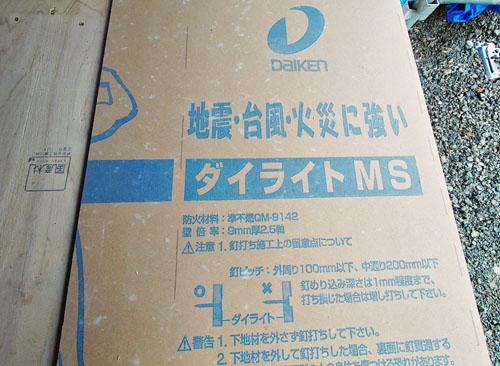 DAIKEN
地震・台風・火災に強い
ダイライトMS
防火材料：準不燃QM-9142
壁倍率：9mm厚2.5倍
⚠注意 1. 釘打ち施工上の留意点について
釘ピッチ：外周り100mm以下、中通り200mm以下
釘めり込み深さは1mm程度まで、
打ち損じた場合は増し打ちして下さい。
ダイライト
⚠警告 1. 下地材を外さず釘打ちして下さい。
2. 下地材を外して釘打ちした場合、裏面に釘貫通する
国産材